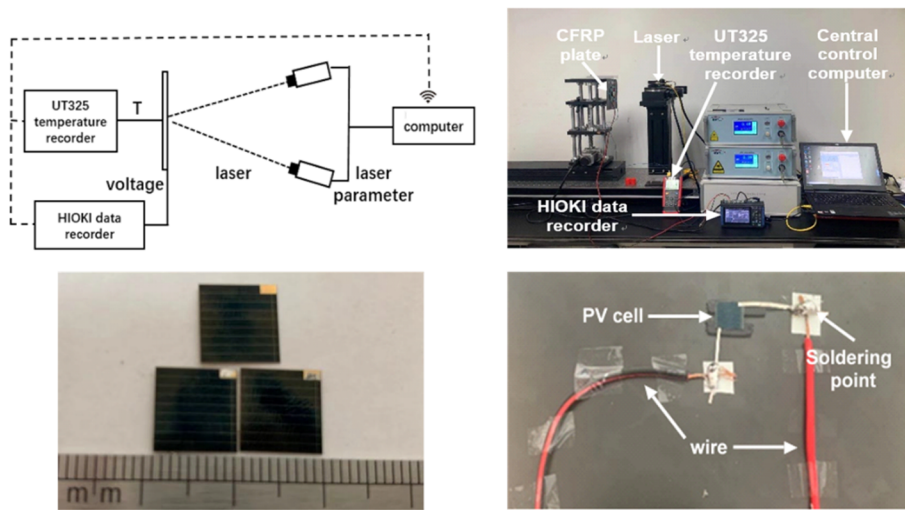 UT325
temperature
recorder
T
voltage
HIOKI data
recorder
laser
laser
parameter
computer
CFRP
plate
Laser
UT325
temperature
recorder
Central
control
computer
HIOKI data
recorder
mm
PV cell
Soldering
point
wire